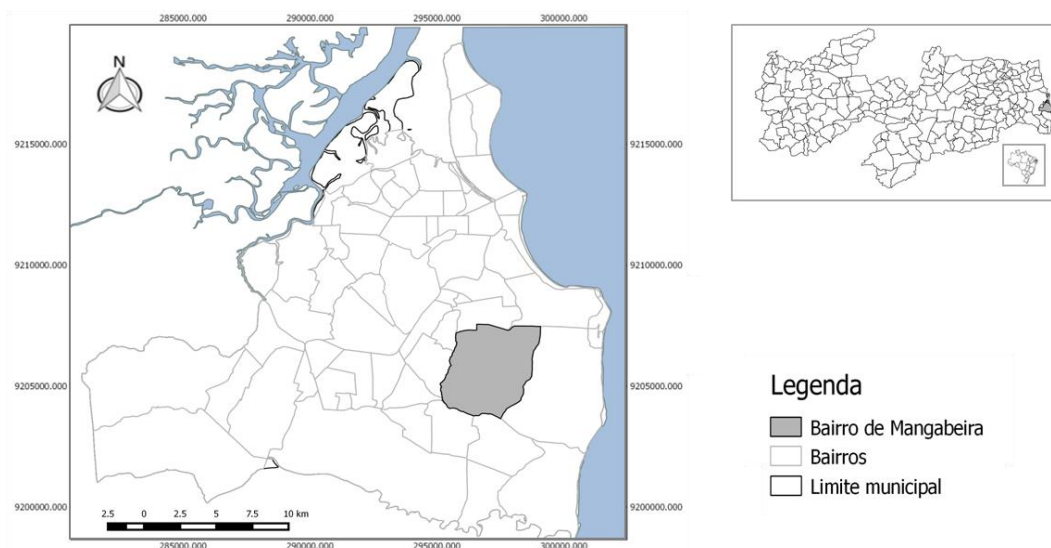 285000.000 290000.000 295000.000 300000.000
N
9215000.000 9215000.000
9210000.000 9210000.000
9205000.000 9205000.000
9200000.000 9200000.000
2.5 0 2.5 5 7.5 10 km
285000.000 290000.000 295000.000 300000.000
Legenda
Bairro de Mangabeira
Bairros
Limite municipal